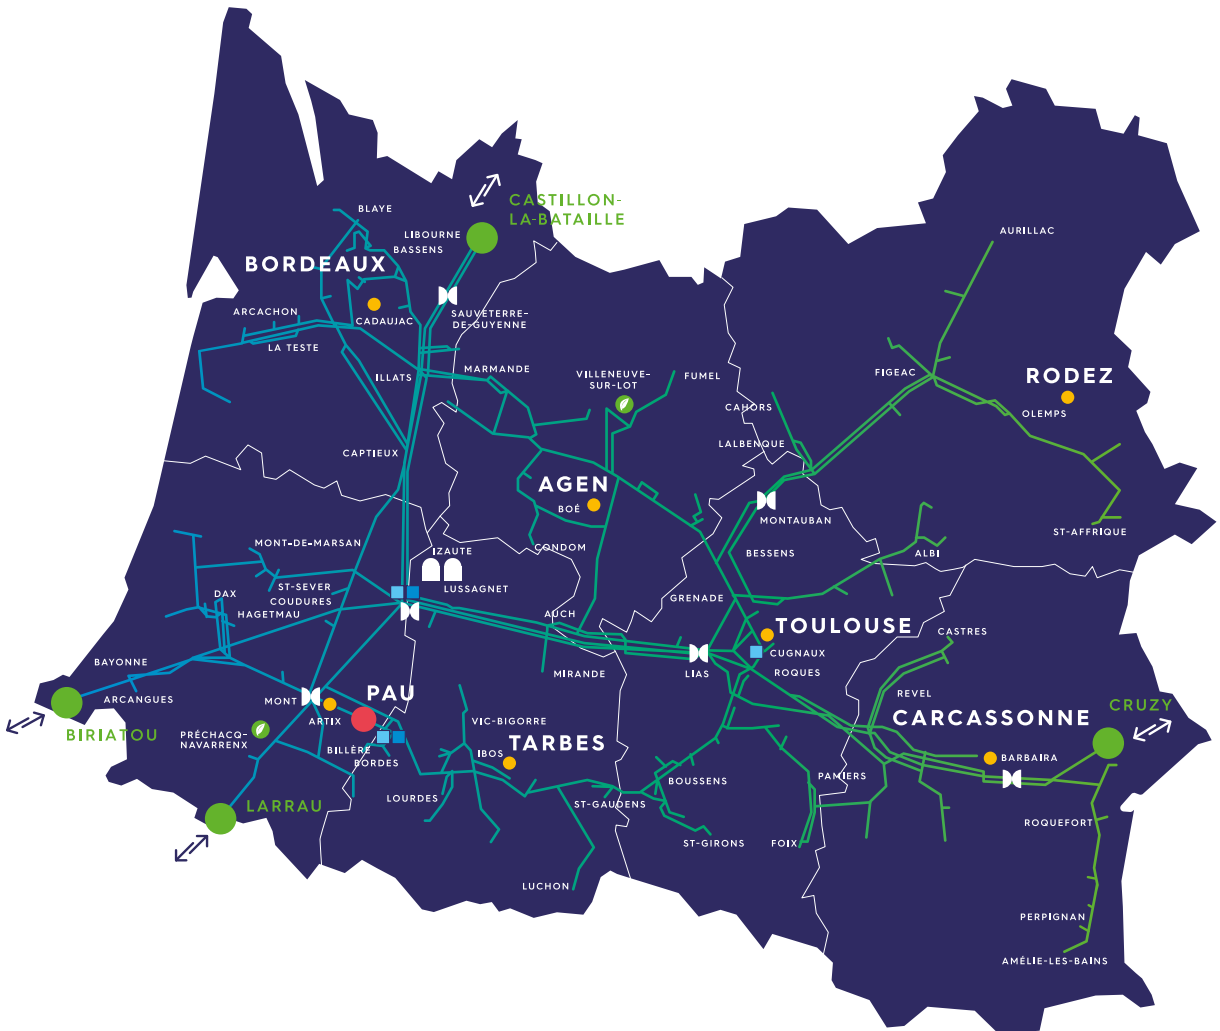 CASTILLON-
LA-BATAILLE
BLAYE
LIBOURNE
BASSENS
BORDEAUX
AURILLAC
ARCACHON
CADAUJAC
SAUVETERRE-
DE-GUYENNE
LA TESTE
ILLATS
MARMANDE
VILLENEUVE-
SUR-LOT
FUMEL
FIGEAC
RODEZ
CAHORS
OLEMPS
LALBENQUE
CAPTIEUX
AGEN
BOÉ
MONTAUBAN
ST-AFFRIQUE
MONT-DE-MARSAN
IZAUTE
CONDOM
BESSENS
ALBI
ST-SEVER
LUSSAGNET
DAX
COUDURES
HAGETMAU
AUCH
GRENADE
TOULOUSE
CASTRES
BAYONNE
CUGNAUX
MIRANDE
LIAS
ROQUES
ARCANGUES
MONT
PAU
REVEL
CRUZY
ARTIX
VIC-BIGORRE
CARCASSONNE
BIRIATOU
PRÉCHACQ-
NAVARRENX
BILLÈRE
BORDES
IBOS
TARBES
BARBAIRA
LOURDES
BOUSSENS
PAMIERS
LARRAU
ST-GAUDENS
ROQUEFORT
ST-GIRONS
FOIX
LUCHON
PERPIGNAN
AMÉLIE-LES-BAINS